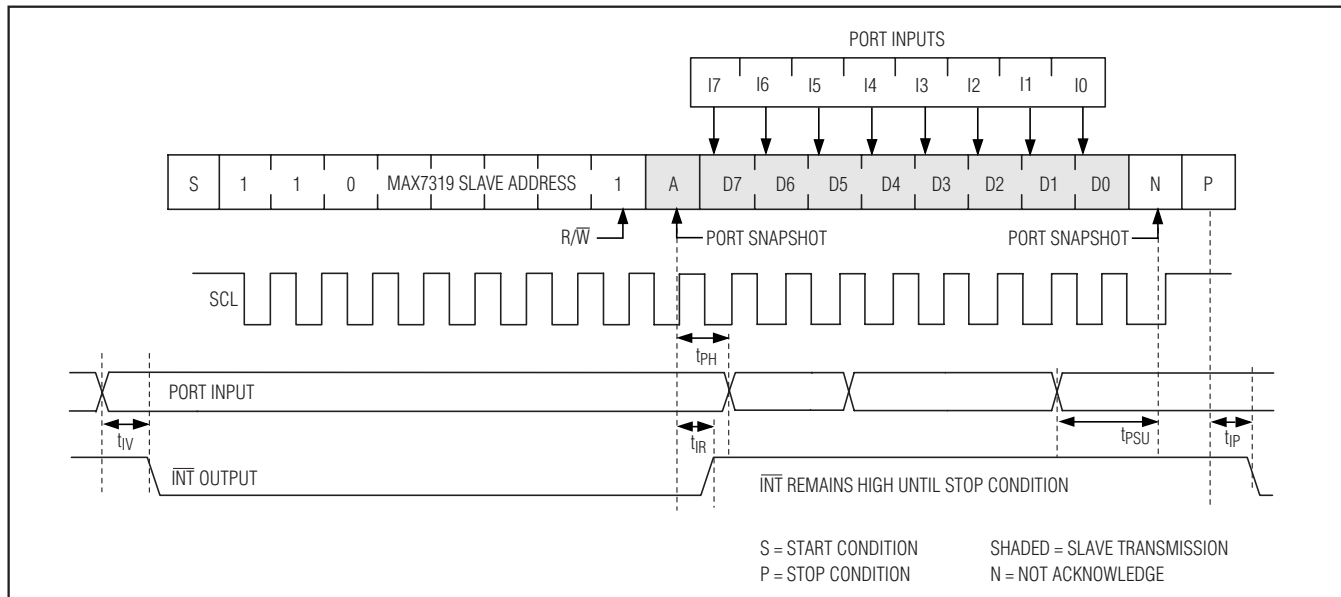 PORT INPUTS
I7 I6 I5 I4 I3 I2 I1 I0
S 1 1 0 MAX7319 SLAVE ADDRESS 1 A D7 D6 D5 D4 D3 D2 D1 D0 N P
R/W̅ PORT SNAPSHOT PORT SNAPSHOT
SCL
tPH
PORT INPUT
tIV tIR tPSU tIP
I̅N̅T̅ OUTPUT I̅N̅T̅ REMAINS HIGH UNTIL STOP CONDITION
S = START CONDITION SHADED = SLAVE TRANSMISSION
P = STOP CONDITION N = NOT ACKNOWLEDGE